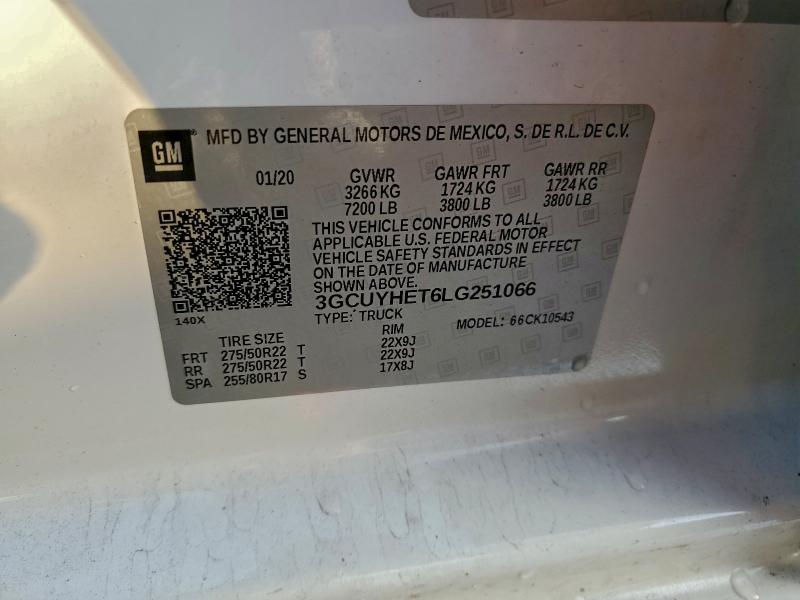 GM
MFD BY GENERAL MOTORS DE MEXICO, S. DE R.L. DE C.V.
01/20 GVWR GAWR FRT GAWR RR
3266 KG 1724 KG 1724 KG
7200 LB 3800 LB 3800 LB
THIS VEHICLE CONFORMS TO ALL
APPLICABLE U.S. FEDERAL MOTOR
VEHICLE SAFETY STANDARDS IN EFFECT
ON THE DATE OF MANUFACTURE
SHOWN ABOVE.
3GCUYHET6LG251066
140X
TYPE: TRUCK MODEL: 66CK10543
TIRE SIZE RIM
FRT 275/50R22 T 22X9J
RR 275/50R22 T 22X9J
SPA 255/80R17 S 17X8J